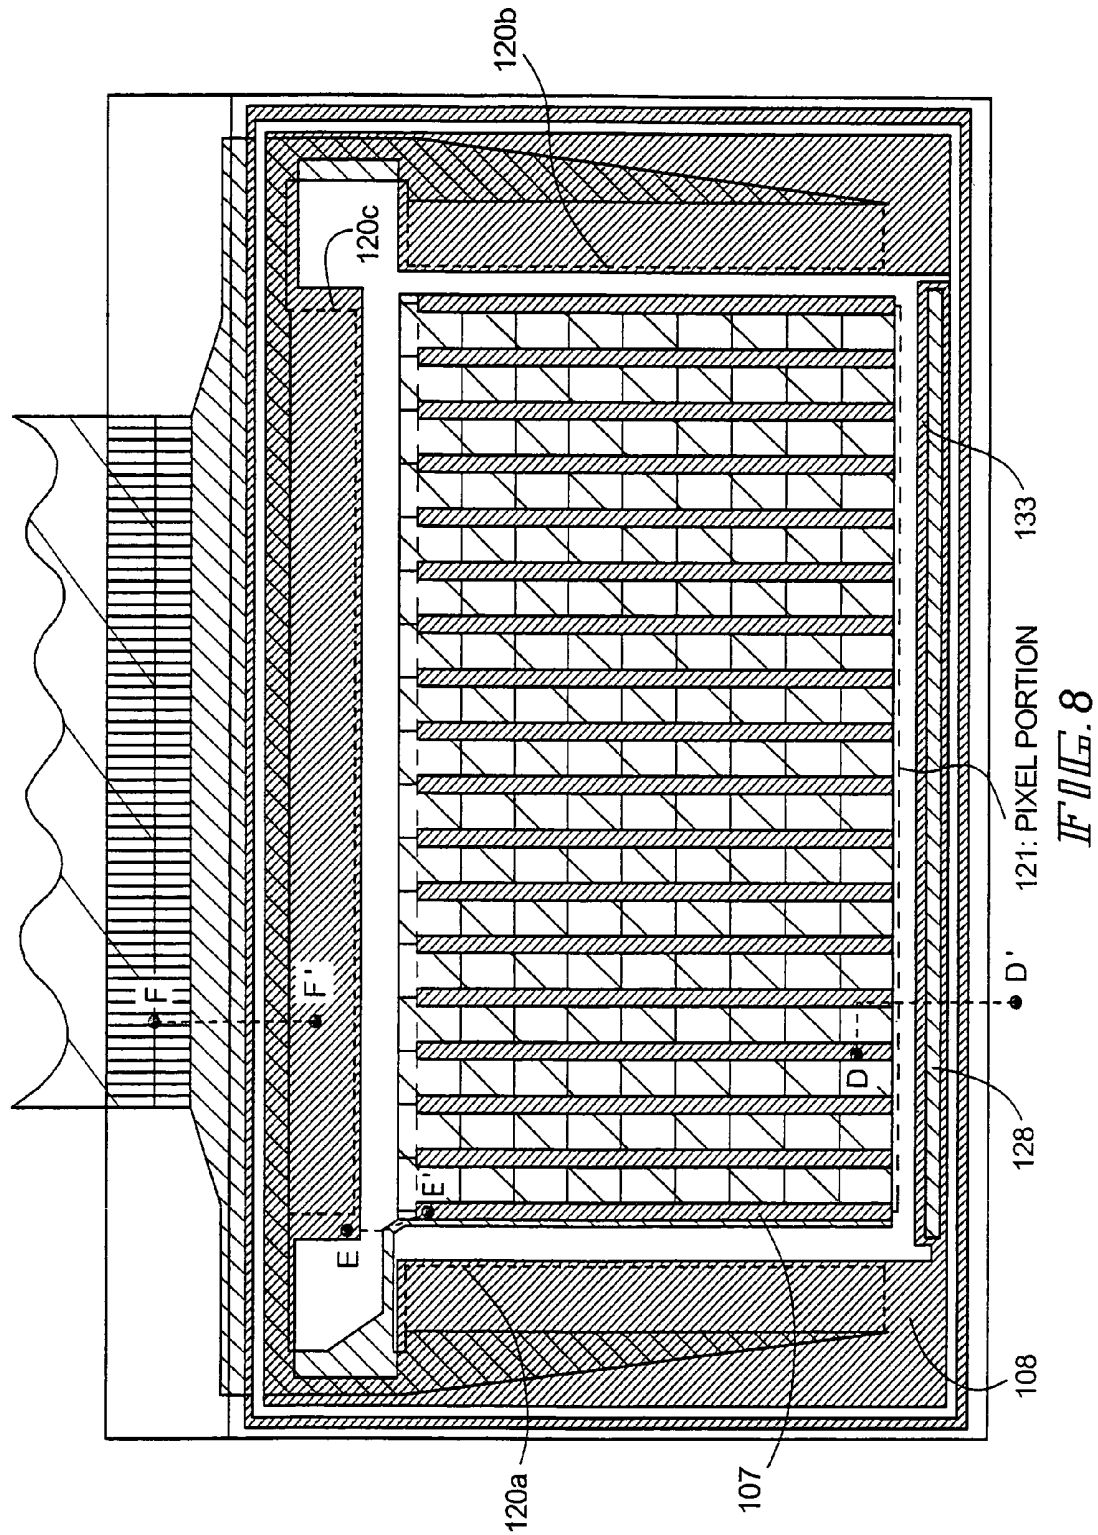 120a
120b
120c
F
F'
E
E'
D
D'
107
108
128
133
121: PIXEL PORTION
FIG. 8